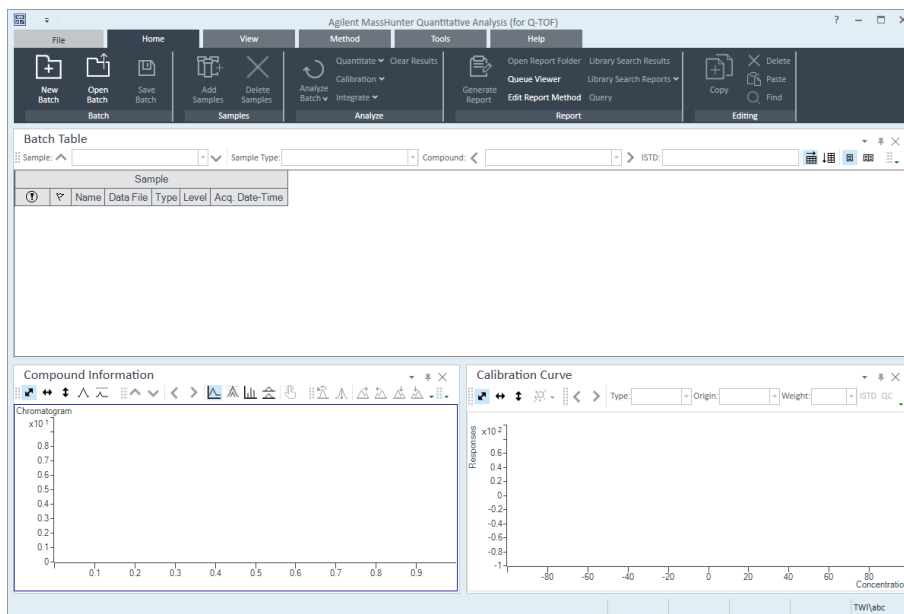 Agilent MassHunter Quantitative Analysis (for Q-TOF)
File Home View Method Tools Help
New Batch
Open Batch
Save Batch
Batch
Add Samples
Delete Samples
Samples
Analyze Batch
Quantitate Clear Results
Calibration
Integrate
Analyze
Generate Report
Open Report Folder Library Search Results
Queue Viewer Library Search Reports
Edit Report Method Query
Report
Copy
Delete
Paste
Find
Editing
Batch Table
Sample: Sample Type: Compound: ISTD:
Sample
Name Data File Type Level Acq. Date-Time
Compound Information
Chromatogram
x10 1
0.8
0.9
0.8-
0.7-
0.6-
0.5-
0.4-
0.3-
0.2-
0.1-
0-
0.1 0.2 0.3 0.4 0.5 0.6 0.7 0.8 0.9
Calibration Curve
Type: Origin: Weight: ISTD QC
Responses
x10 2
0.6-
0.4-
0.2-
0-
-0.2-
-0.4-
-0.6-
-0.8-
-1-
-80 -60 -40 -20 0 20 40 60 80
Concentratio
TWI\abc